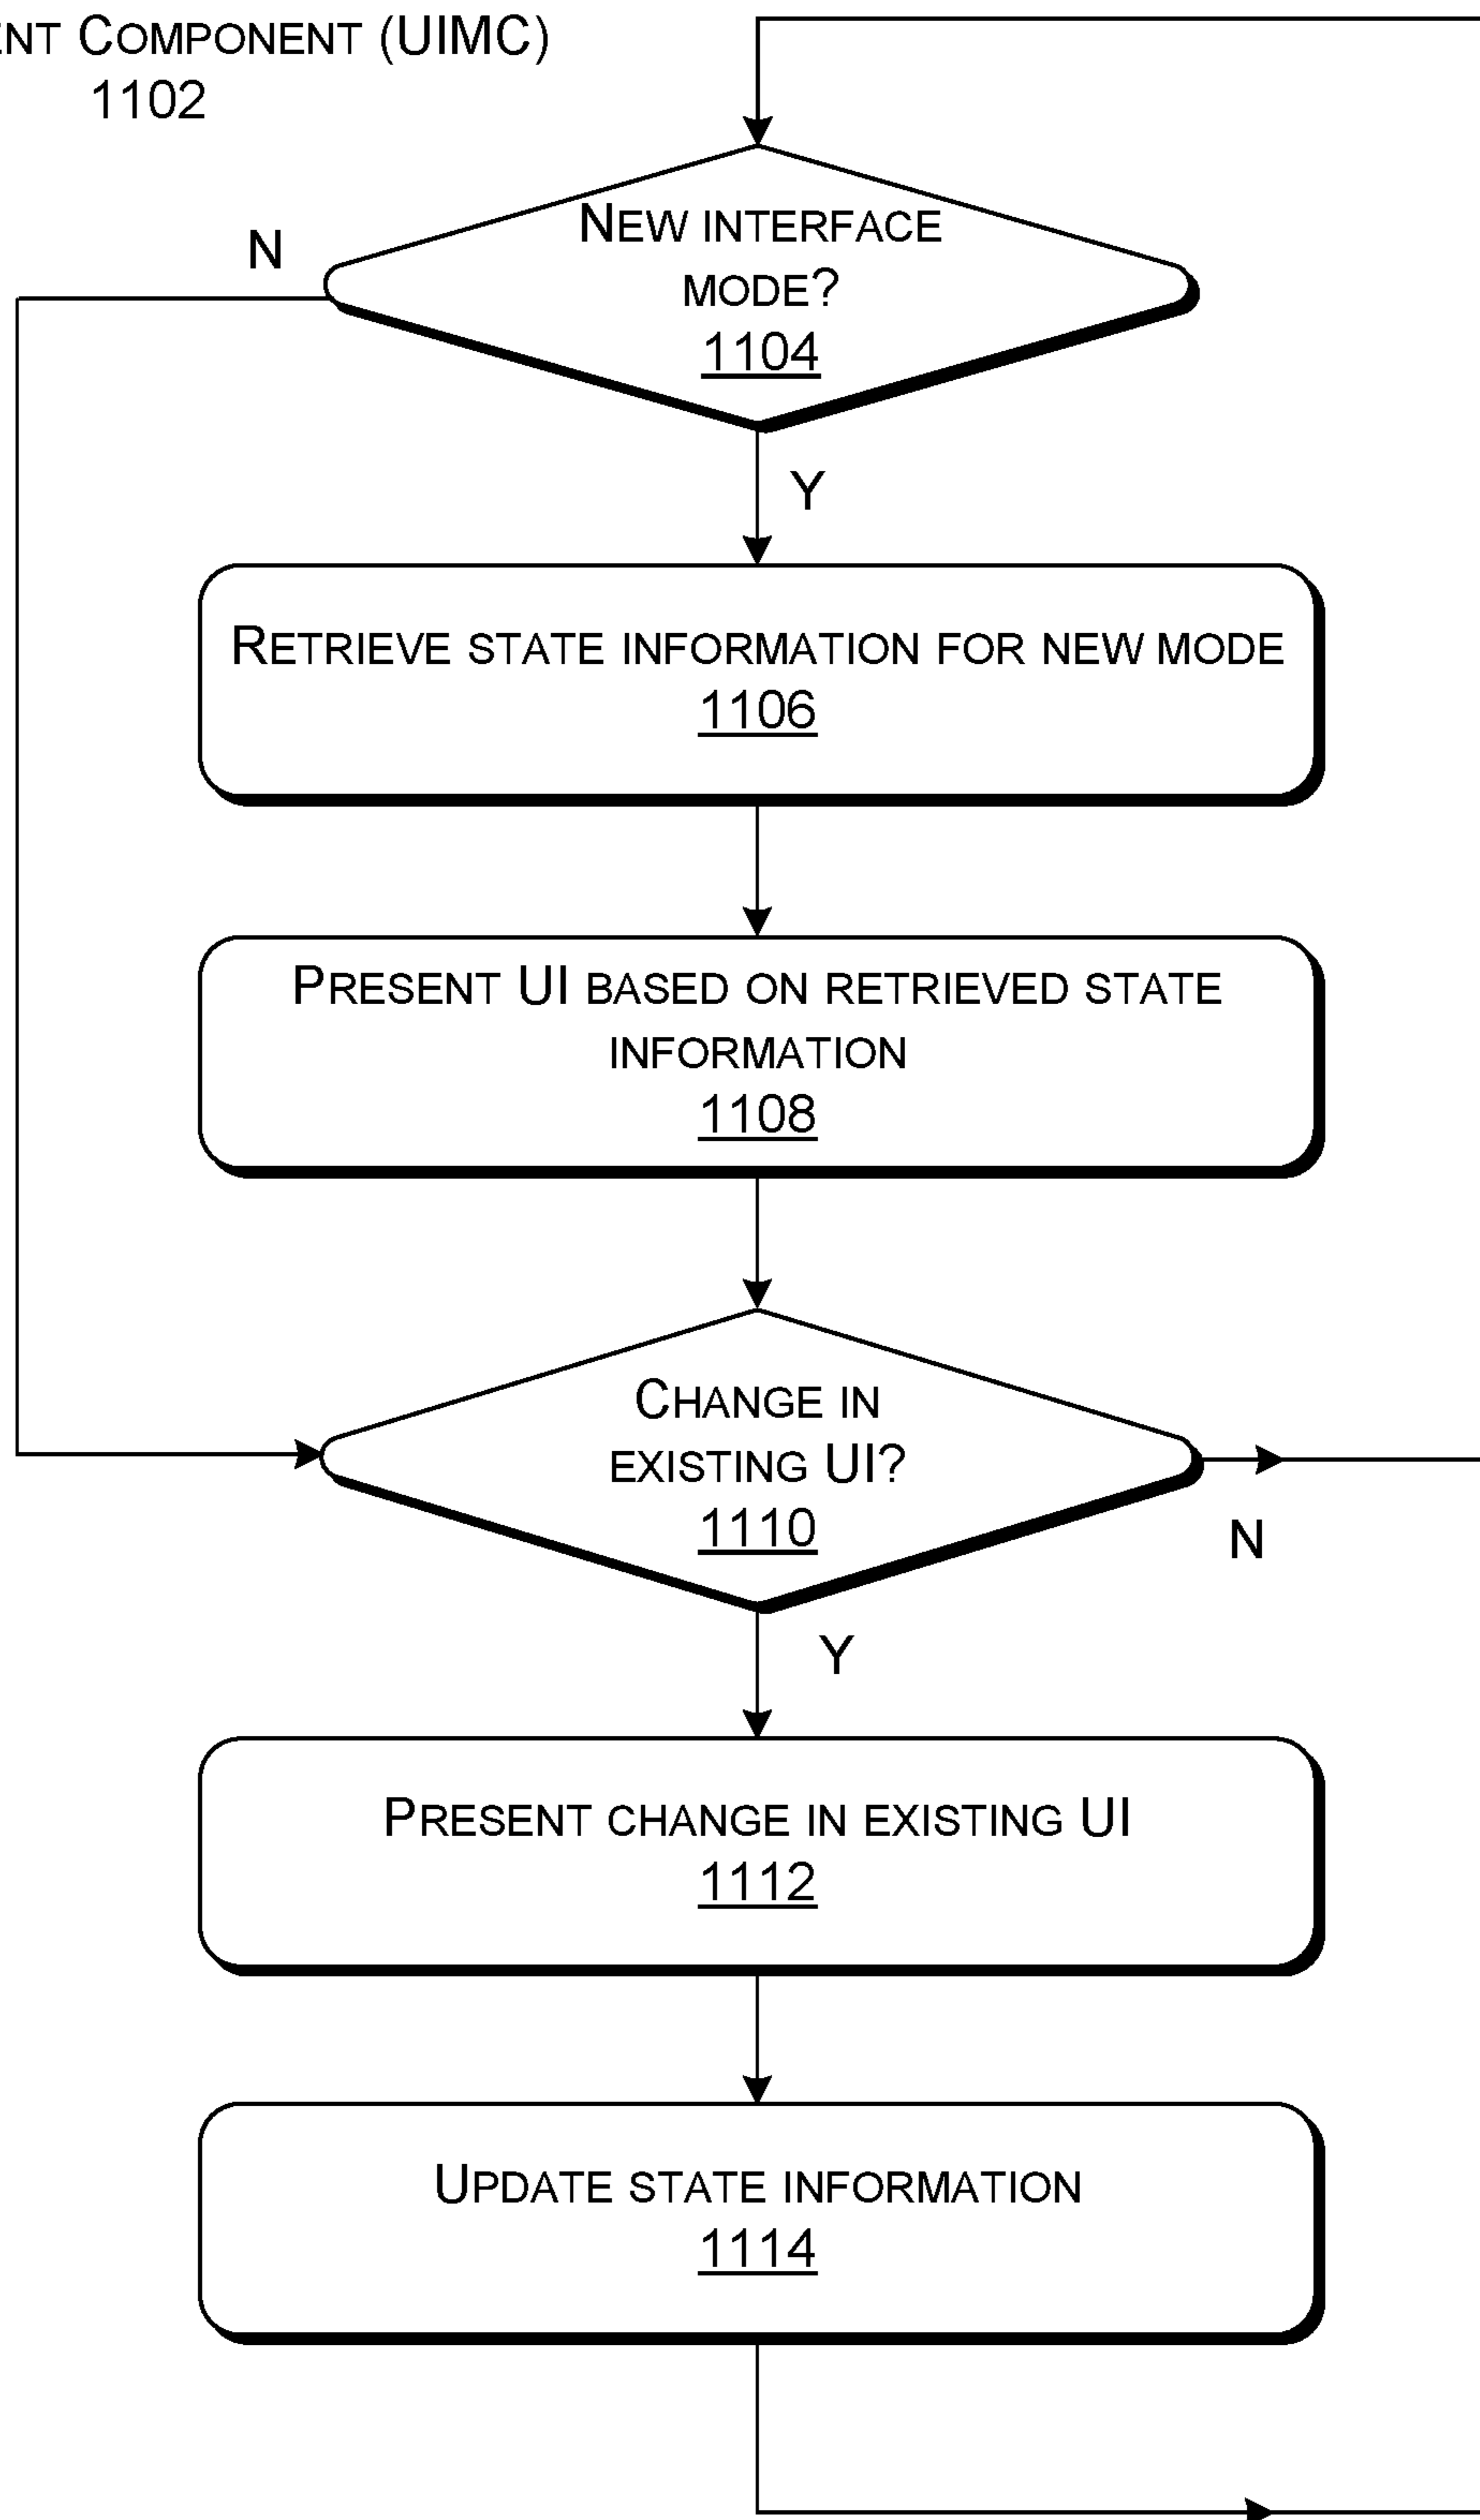 Component (UIMC)
1102
New interface
mode?
1104
N
Y
Retrieve state information for new mode
1106
Present UI based on retrieved state
information
1108
Change in
existing UI?
1110
N
Y
Present change in existing UI
1112
Update state information
1114